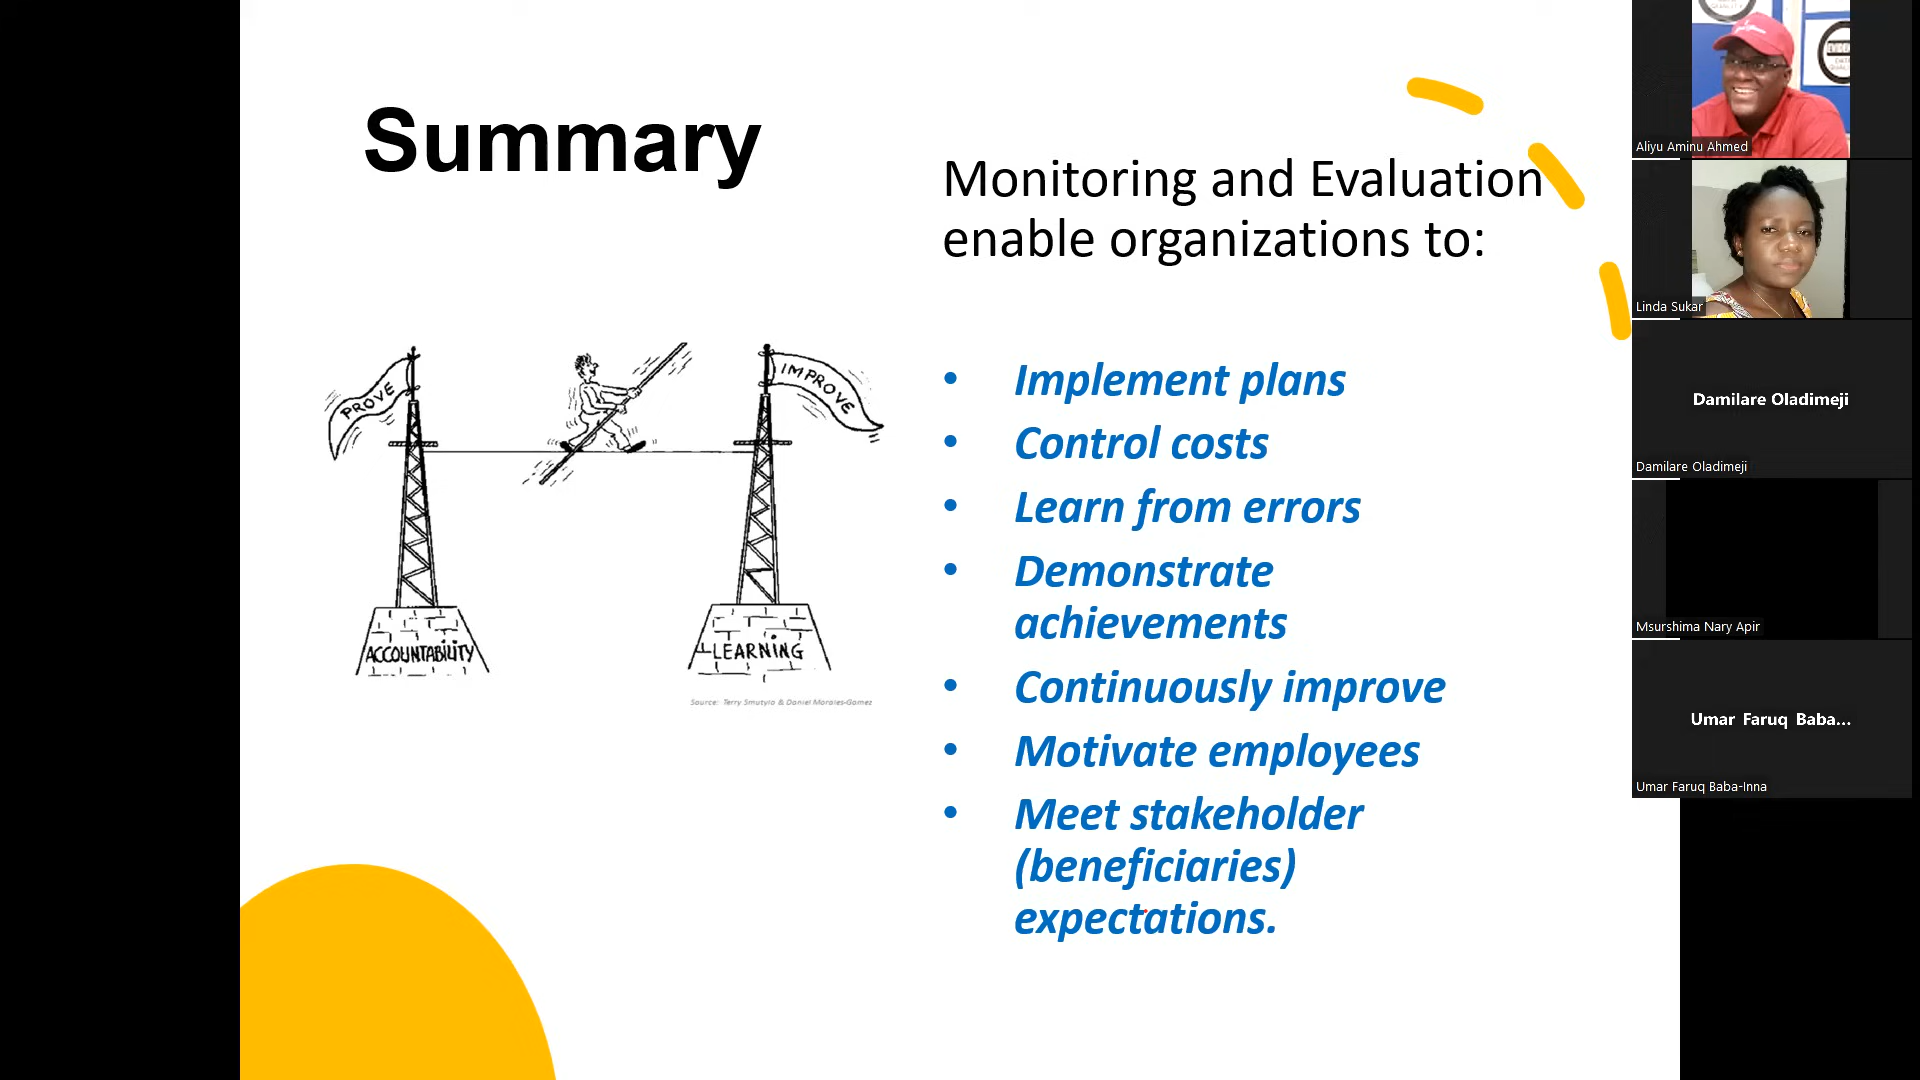 Summary
Monitoring and Evaluation
enable organizations to:
PROVE
IMPROVE
ACCOUNTABILITY
LEARNING
Source: Terry Smutylo & Daniel Morales-Gomez
• Implement plans
• Control costs
• Learn from errors
• Demonstrate
achievements
• Continuously improve
• Motivate employees
• Meet stakeholder
(beneficiaries)
expectations.
Aliyu Aminu Ahmed
Linda Sukar
Damilare Oladimeji
Damilare Oladimeji
Msurshima Nary Apir
Umar Faruq Baba...
Umar Faruq Baba-Inna